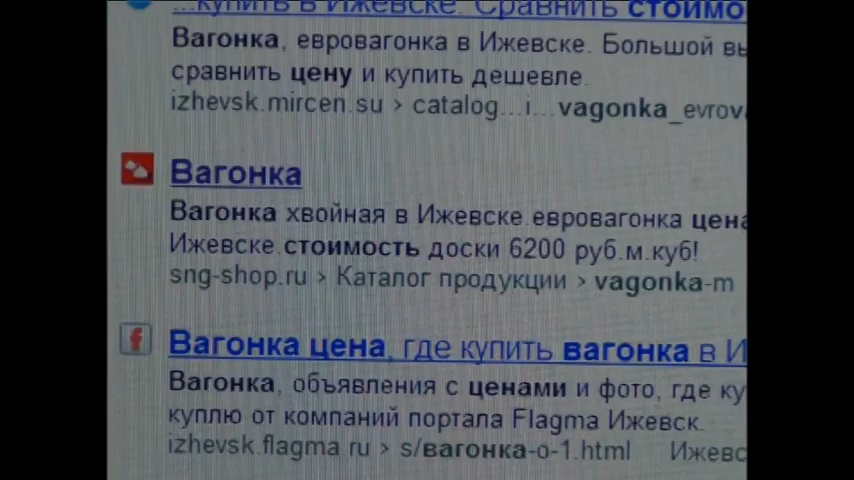 ...купить в Ижевске. Сравнить стоимо
Вагонка, евровагонка в Ижевске. Большой вы
сравнить цену и купить дешевле.
izhevsk.mircen.su › catalog...i... vagonka_evrov
Вагонка
Вагонка хвойная в Ижевске.евровагонка цена
Ижевске.стоимость доски 6200 руб.м.куб!
sng-shop.ru › Каталог продукции › vagonka-m
Вагонка цена, где купить вагонка в И
Вагонка, объявления с ценами и фото, где ку
куплю от компаний портала Flagma Ижевск.
izhevsk.flagma.ru › s/вагонка-o-1.html Ижевс